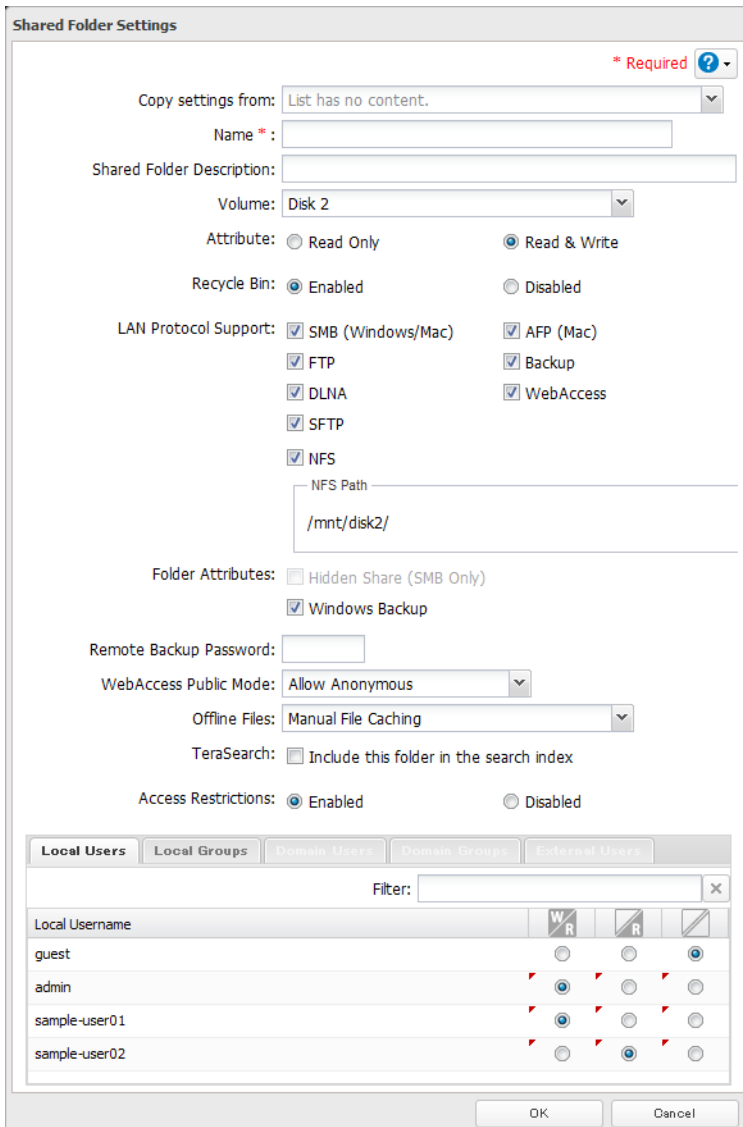 Shared Folder Settings
* Required ?
Copy settings from: List has no content.
Name * :
Shared Folder Description:
Volume: Disk 2
Attribute: Read Only Read & Write
Recycle Bin: Enabled Disabled
LAN Protocol Support: SMB (Windows/Mac) AFP (Mac)
FTP Backup
DLNA WebAccess
SFTP
NFS
NFS Path
/mnt/disk2/
Folder Attributes: Hidden Share (SMB Only)
Windows Backup
Remote Backup Password:
WebAccess Public Mode: Allow Anonymous
Offline Files: Manual File Caching
TeraSearch: Include this folder in the search index
Access Restrictions: Enabled Disabled
Local Users Local Groups Domain Users Domain Groups External Users
Filter:
Local Username W/R R
guest
admin
sample-user01
sample-user02
OK Cancel